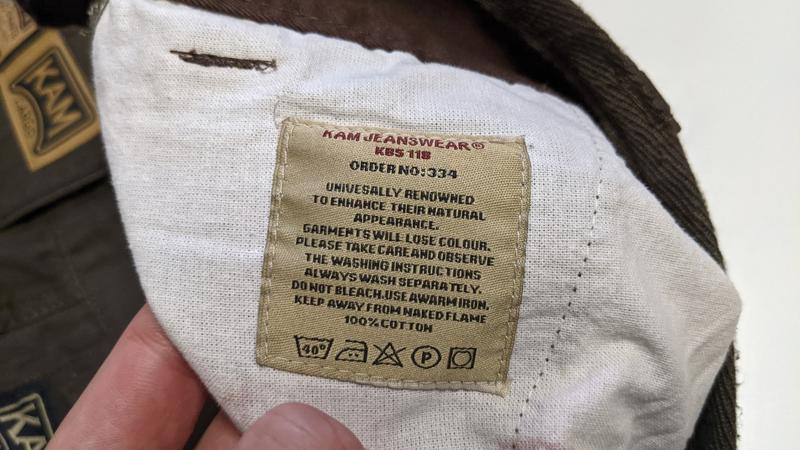 KAM
KAM JEANSWEAR®
KBS 118
ORDER NO:334
UNIVESALLY RENOWNED
TO ENHANCE THEIR NATURAL
APPEARANCE.
GARMENTS WILL LOSE COLOUR.
PLEASE TAKE CARE AND OBSERVE
THE WASHING INSTRUCTIONS
ALWAYS WASH SEPARATELY.
DO NOT BLEACH.USE A WARM IRON.
KEEP AWAY FROM NAKED FLAME
100% COTTON
40° P
KA